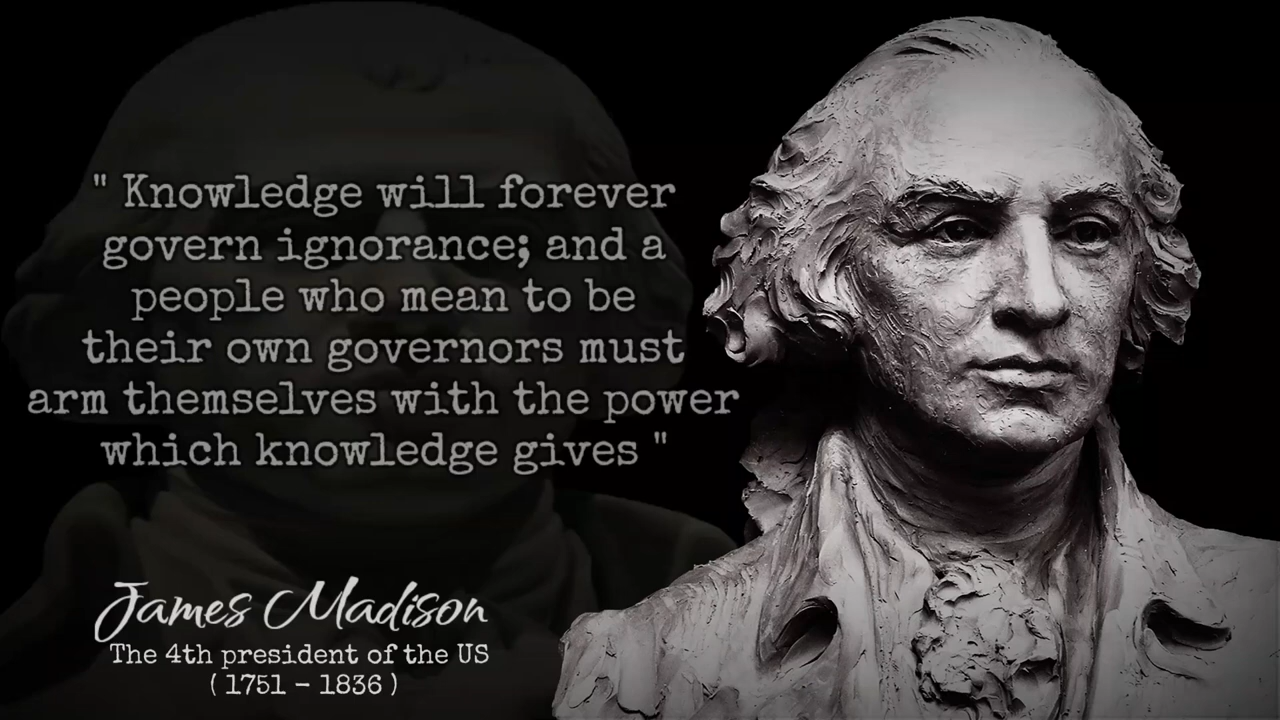 " Knowledge will forever
govern ignorance; and a
people who mean to be
their own governors must
arm themselves with the power
which knowledge gives "
James Madison
The 4th president of the US
( 1751 - 1836 )